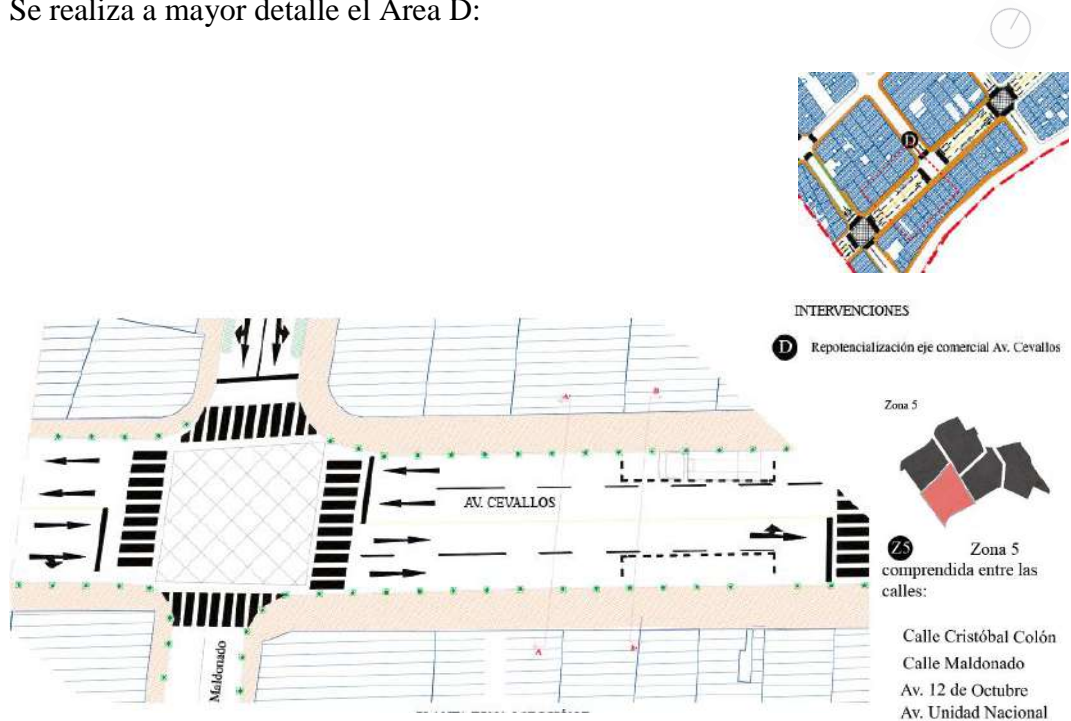 Se realiza a mayor detalle el Área D:
D
INTERVENCIONES
D Repotencialización eje comercial Av. Cevallos
Zona 5
AV. CEVALLOS
Maldonado
A'
B
A
Z5 Zona 5
comprendida entre las
calles:
Calle Cristóbal Colón
Calle Maldonado
Av. 12 de Octubre
Av. Unidad Nacional